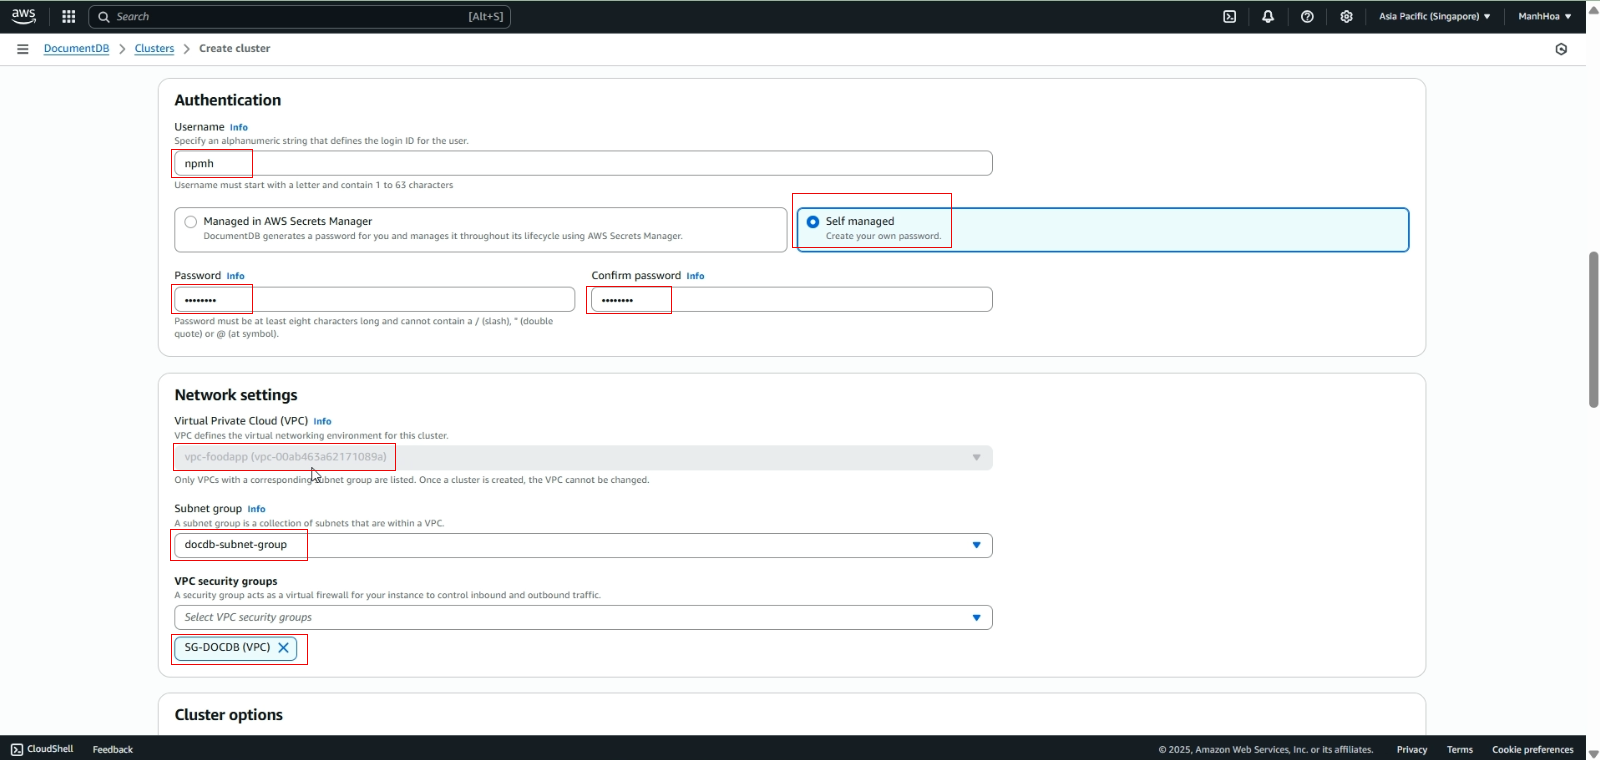 aws
Search [Alt+S]
Asia Pacific (Singapore) ManhHoa
DocumentDB Clusters Create cluster
Authentication
Username Info
Specify an alphanumeric string that defines the login ID for the user.
npmh
Username must start with a letter and contain 1 to 63 characters
Managed in AWS Secrets Manager
DocumentDB generates a password for you and manages it throughout its lifecycle using AWS Secrets Manager.
Self managed
Create your own password.
Password Info
Confirm password Info
••••••••
••••••••
Password must be at least eight characters long and cannot contain a / (slash), " (double
quote) or @ (at symbol).
Network settings
Virtual Private Cloud (VPC) Info
VPC defines the virtual networking environment for this cluster.
vpc-foodapp (vpc-00ab463a62171089a)
Only VPCs with a corresponding subnet group are listed. Once a cluster is created, the VPC cannot be changed.
Subnet group Info
A subnet group is a collection of subnets that are within a VPC.
docdb-subnet-group
VPC security groups
A security group acts as a virtual firewall for your instance to control inbound and outbound traffic.
Select VPC security groups
SG-DOCDB (VPC)
Cluster options
CloudShell Feedback
© 2025, Amazon Web Services, Inc. or its affiliates. Privacy Terms Cookie preferences